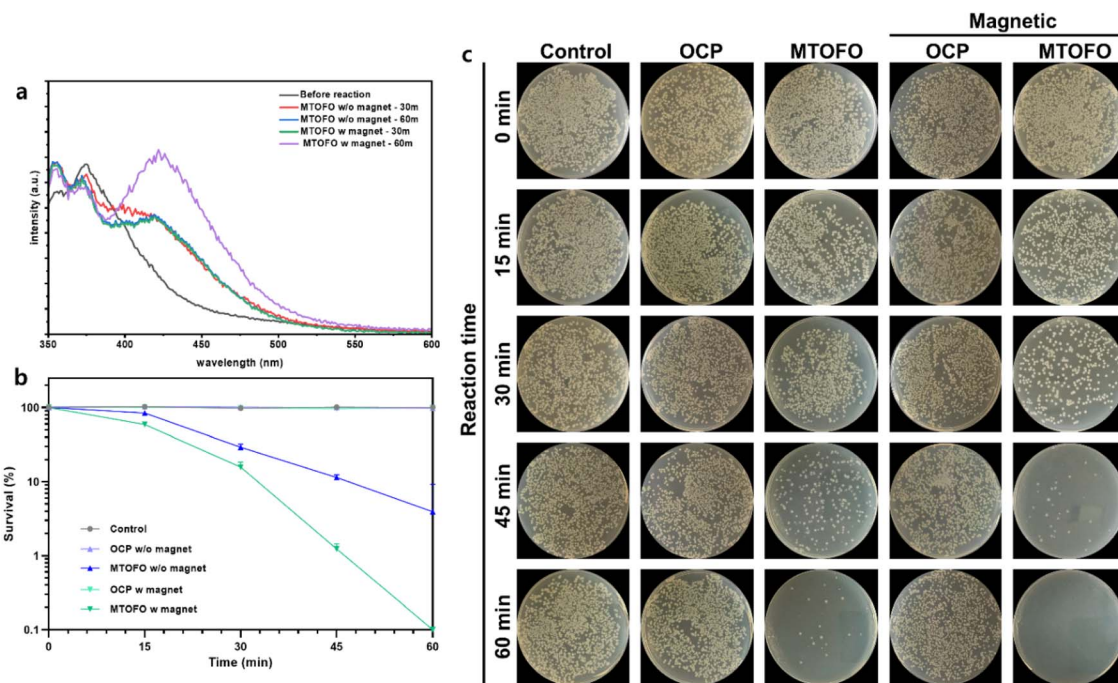 a
Before reaction
MTOFO w/o magnet - 30m
MTOFO w/o magnet - 60m
MTOFO w magnet - 30m
MTOFO w magnet - 60m
intensity (a.u.)
350 400 450 500 550 600
wavelength (nm)
b
100
10
1
0.1
Survival (%)
Control
OCP w/o magnet
MTOFO w/o magnet
OCP w magnet
MTOFO w magnet
0 15 30 45 60
Time (min)
c
Magnetic
Control OCP MTOFO OCP MTOFO
Reaction time
0 min
15 min
30 min
45 min
60 min